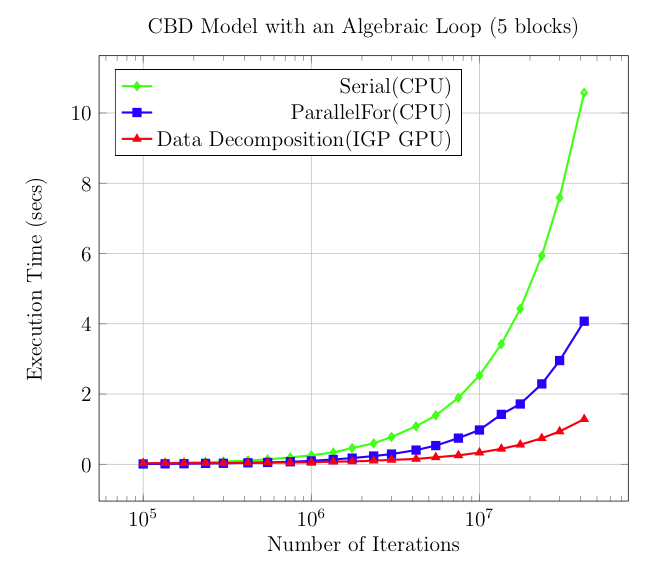 CBD Model with an Algebraic Loop (5 blocks)
Serial(CPU)
ParallelFor(CPU)
Data Decomposition(IGP GPU)
10
8
6
4
2
0
Execution Time (secs)
10^5 10^6 10^7
Number of Iterations